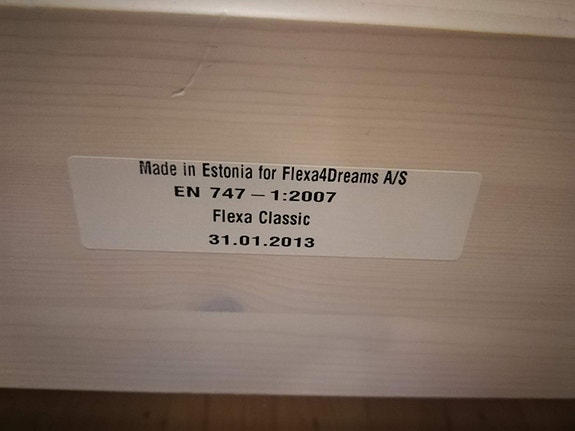 Made in Estonia for Flexa4Dreams A/S
EN 747 – 1:2007
Flexa Classic
31.01.2013